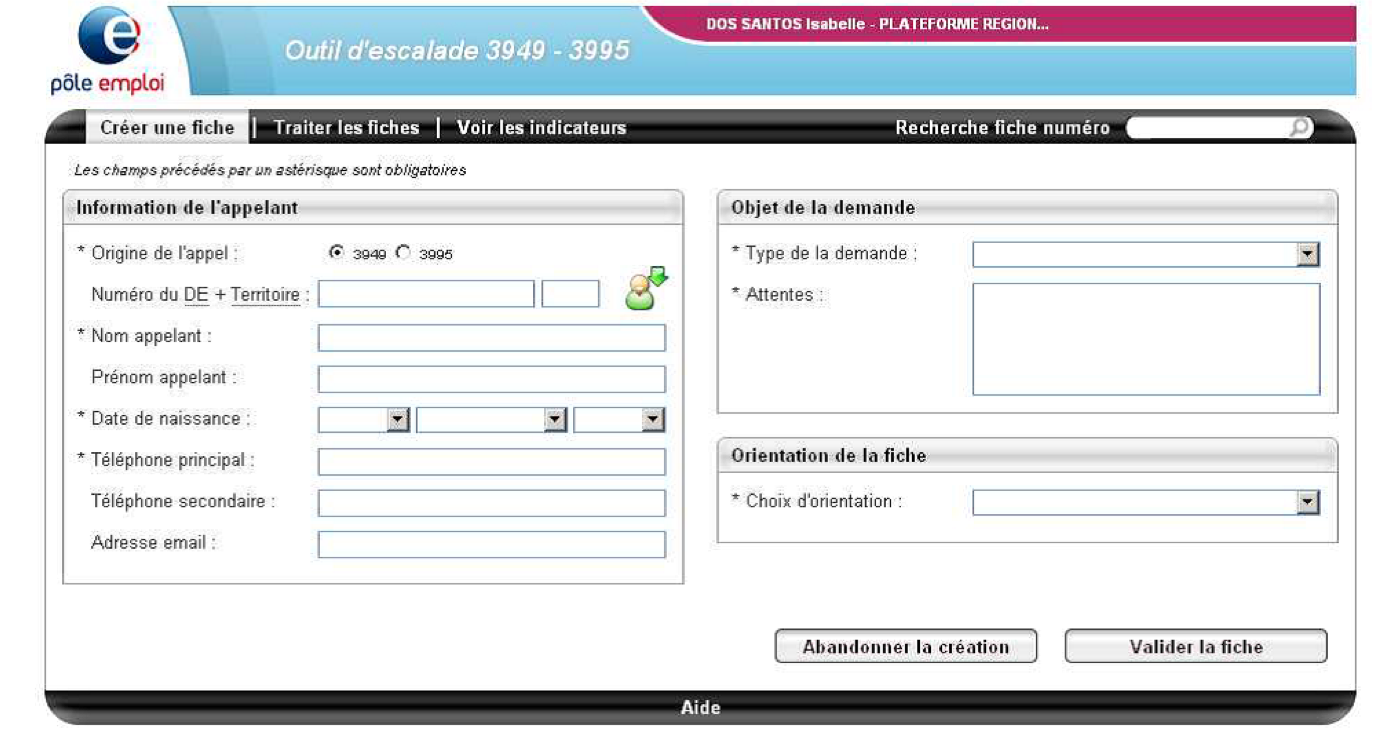 DOS SANTOS Isabelle - PLATEFORME REGION...
Outil d'escalade 3949 - 3995
pôle emploi
Créer une fiche | Traiter les fiches | Voir les indicateurs Recherche fiche numéro
Les champs précédés par un astérisque sont obligatoires
Information de l'appelant
* Origine de l'appel : 3949 3995
Numéro du DE + Territoire :
* Nom appelant :
Prénom appelant :
* Date de naissance :
* Téléphone principal :
Téléphone secondaire :
Adresse email :
Objet de la demande
* Type de la demande :
* Attentes :
Orientation de la fiche
* Choix d'orientation :
Abandonner la création Valider la fiche
Aide